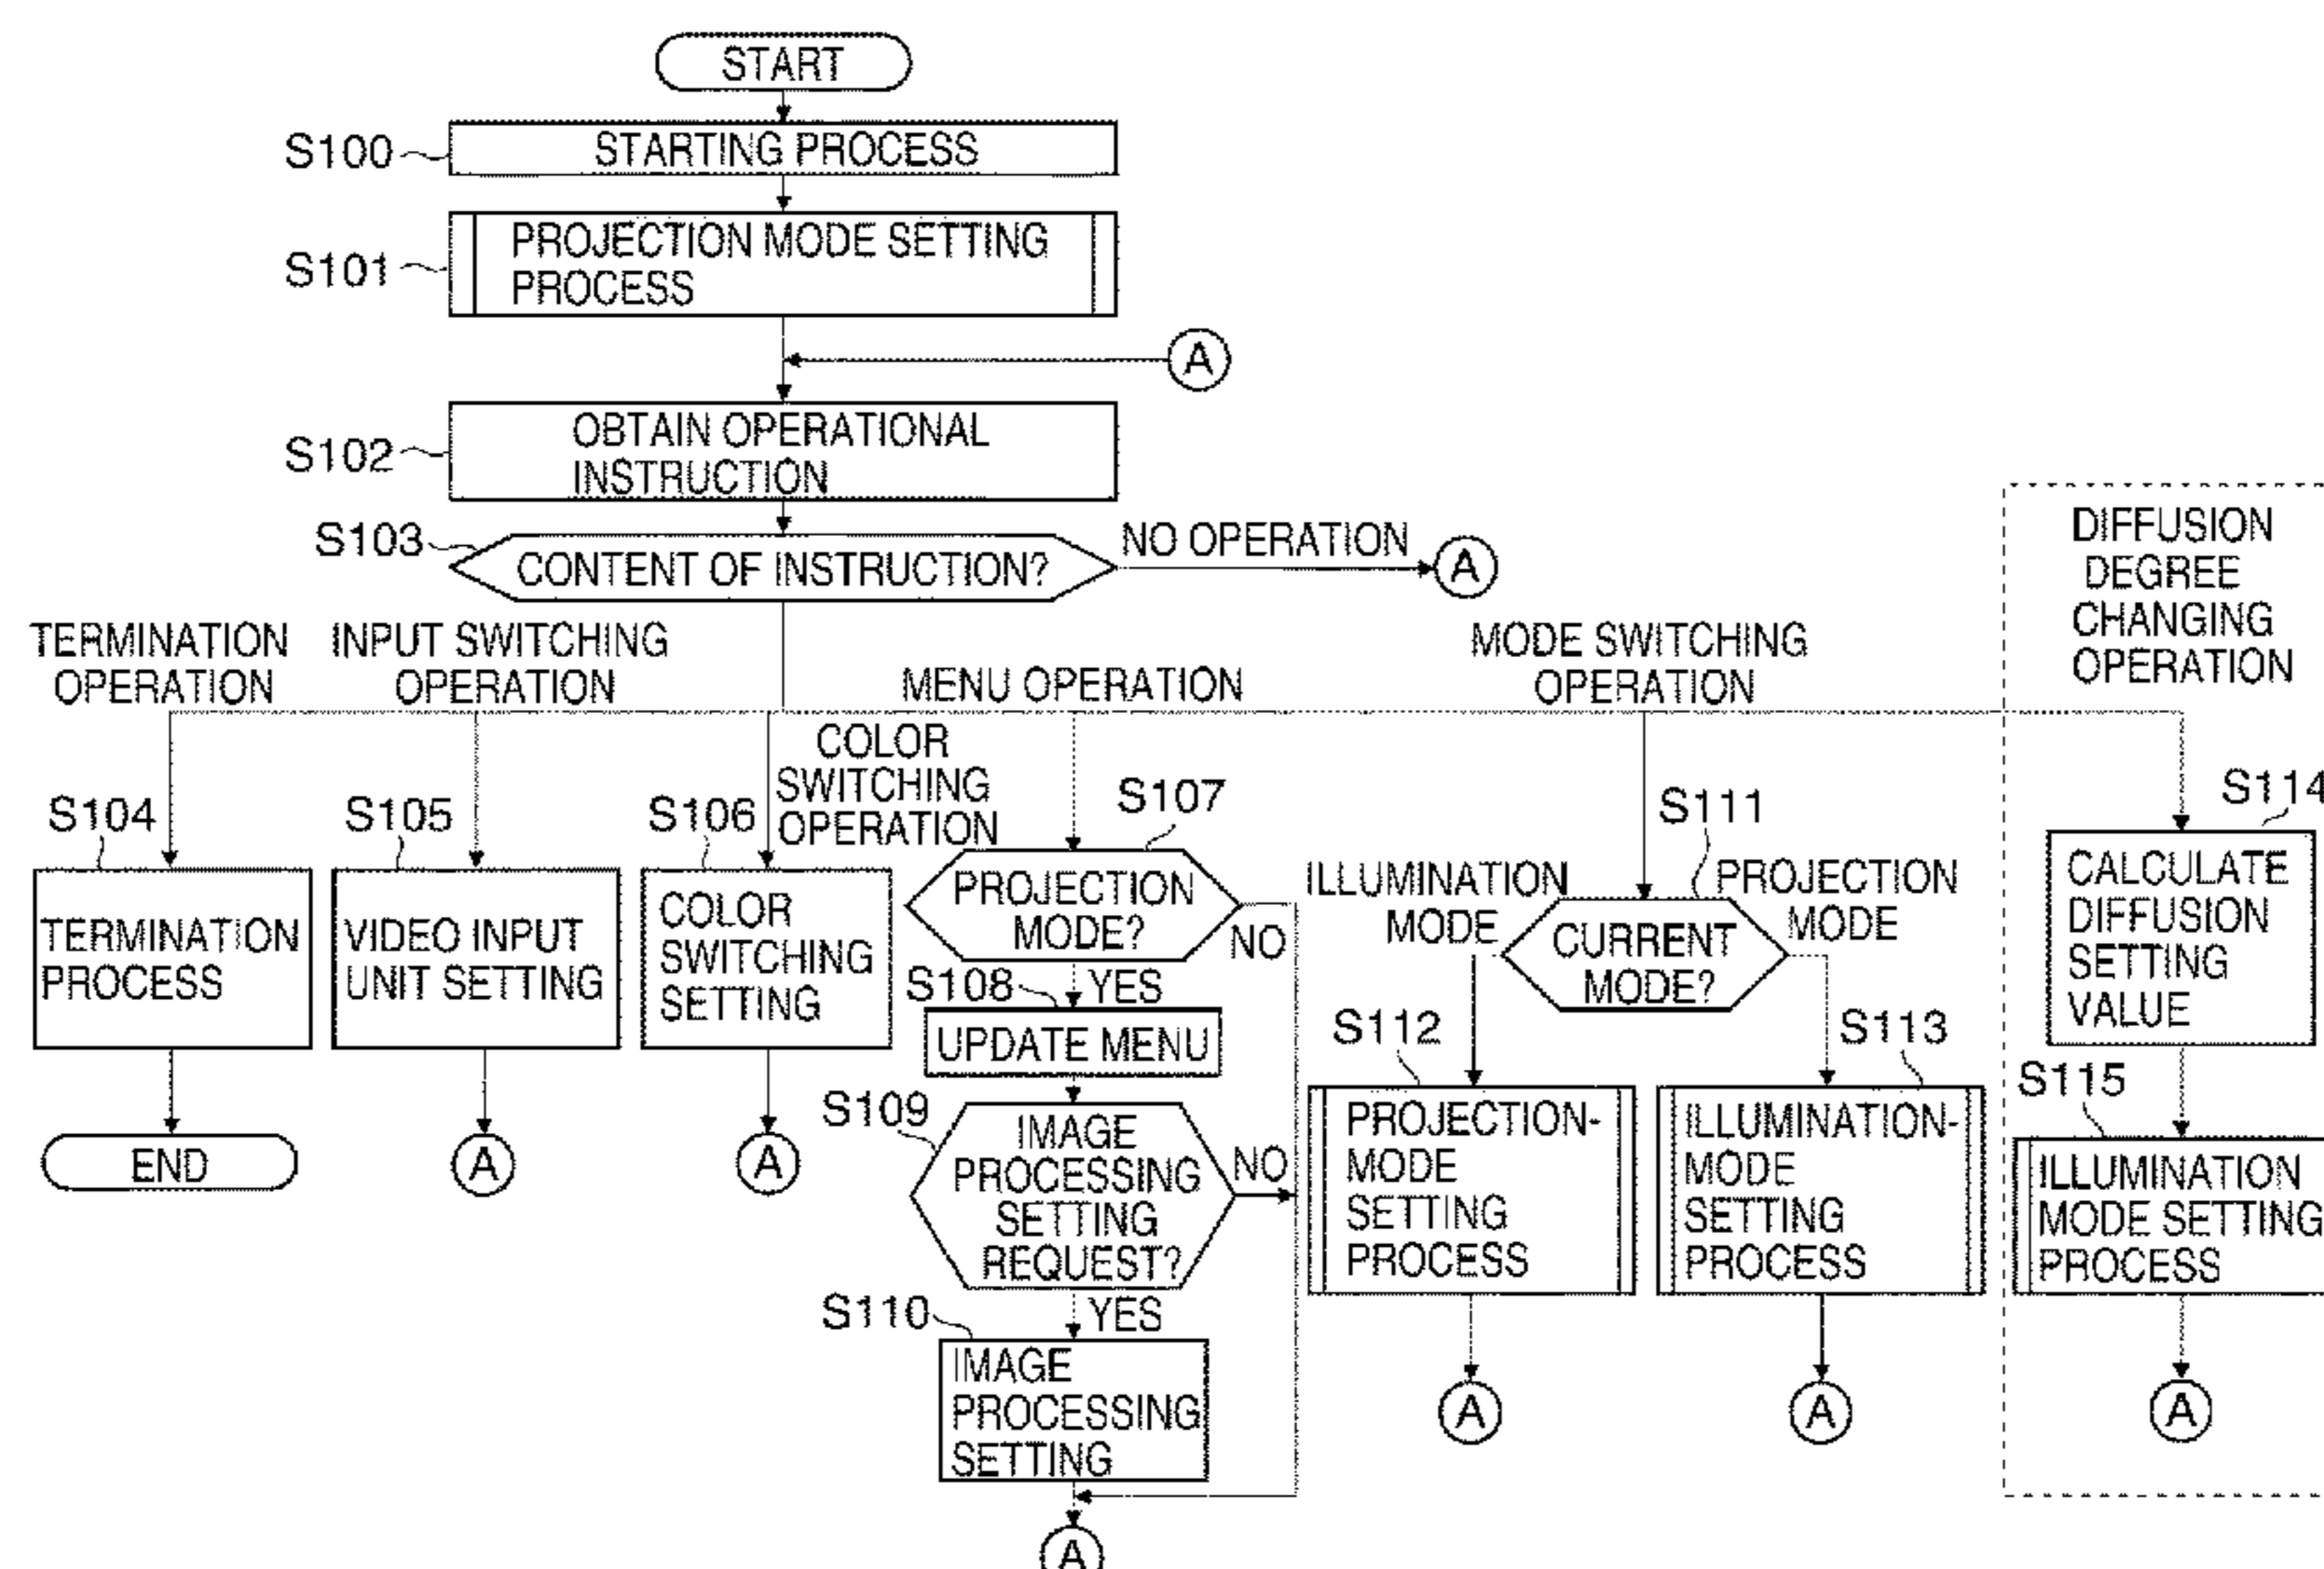 START
S100
STARTING PROCESS
S101
PROJECTION MODE SETTING
PROCESS
A
S102
OBTAIN OPERATIONAL
INSTRUCTION
S103
CONTENT OF INSTRUCTION?
NO OPERATION
A
TERMINATION
OPERATION
INPUT SWITCHING
OPERATION
COLOR
SWITCHING
OPERATION
MENU OPERATION
MODE SWITCHING
OPERATION
DIFFUSION
DEGREE
CHANGING
OPERATION
S104
TERMINATION
PROCESS
END
S105
VIDEO INPUT
UNIT SETTING
A
S106
COLOR
SWITCHING
SETTING
A
S107
PROJECTION
MODE?
NO
YES
S108
UPDATE MENU
S109
IMAGE
PROCESSING
SETTING
REQUEST?
NO
YES
S110
IMAGE
PROCESSING
SETTING
A
S111
CURRENT
MODE?
ILLUMINATION
MODE
PROJECTION
MODE
S112
PROJECTION-
MODE
SETTING
PROCESS
A
S113
ILLUMINATION-
MODE
SETTING
PROCESS
A
S114
CALCULATE
DIFFUSION
SETTING
VALUE
S115
ILLUMINATION
MODE SETTING
PROCESS
A